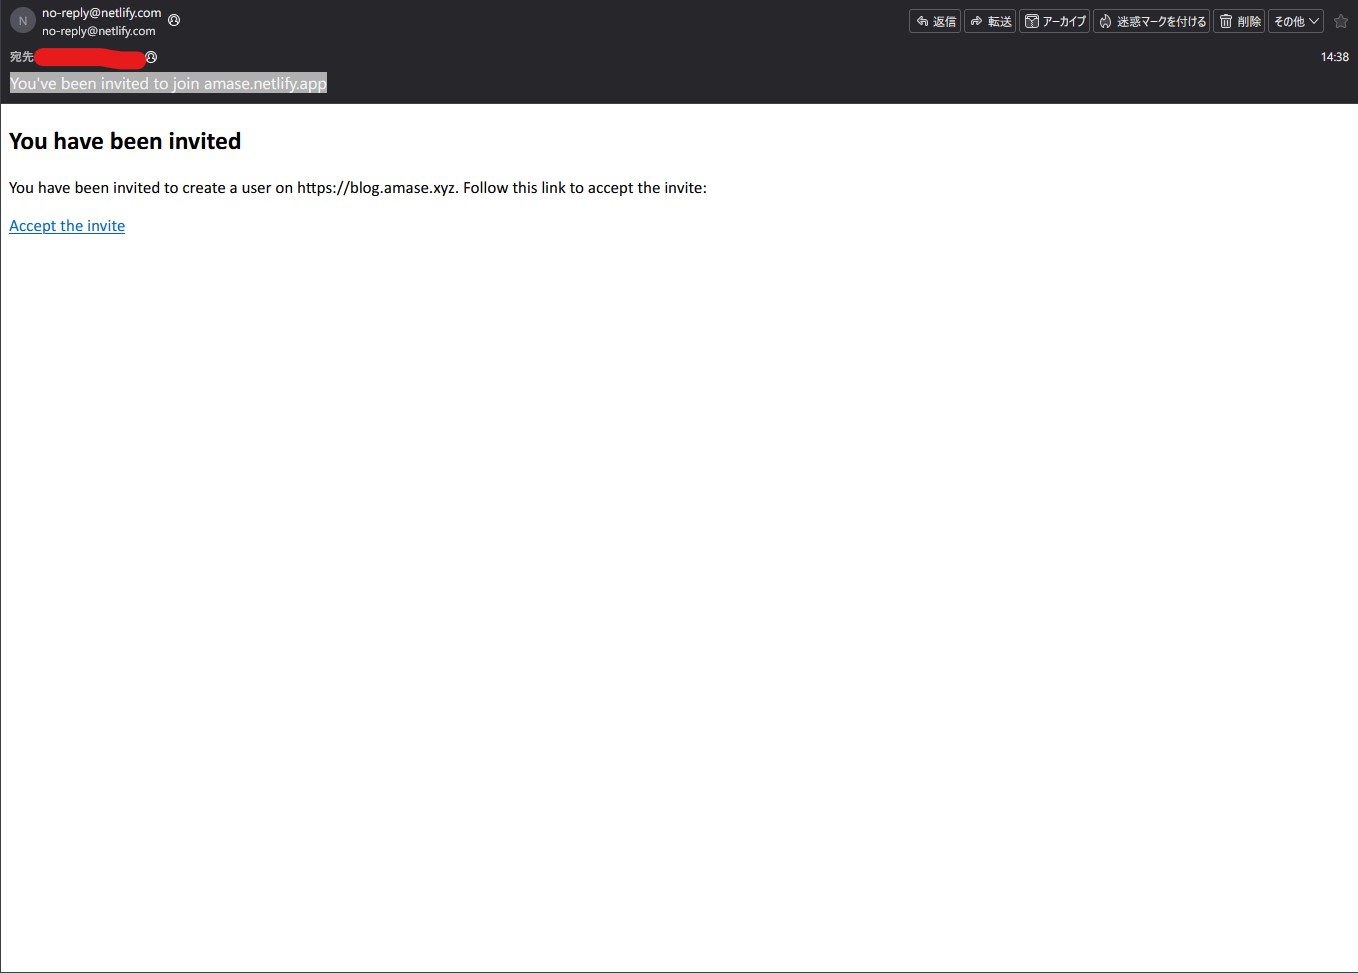 N
no-reply@netlify.com
no-reply@netlify.com
返信
転送
アーカイブ
迷惑マークを付ける
削除
その他
宛先
14:38
You've been invited to join amase.netlify.app
You have been invited
You have been invited to create a user on https://blog.amase.xyz. Follow this link to accept the invite:
Accept the invite